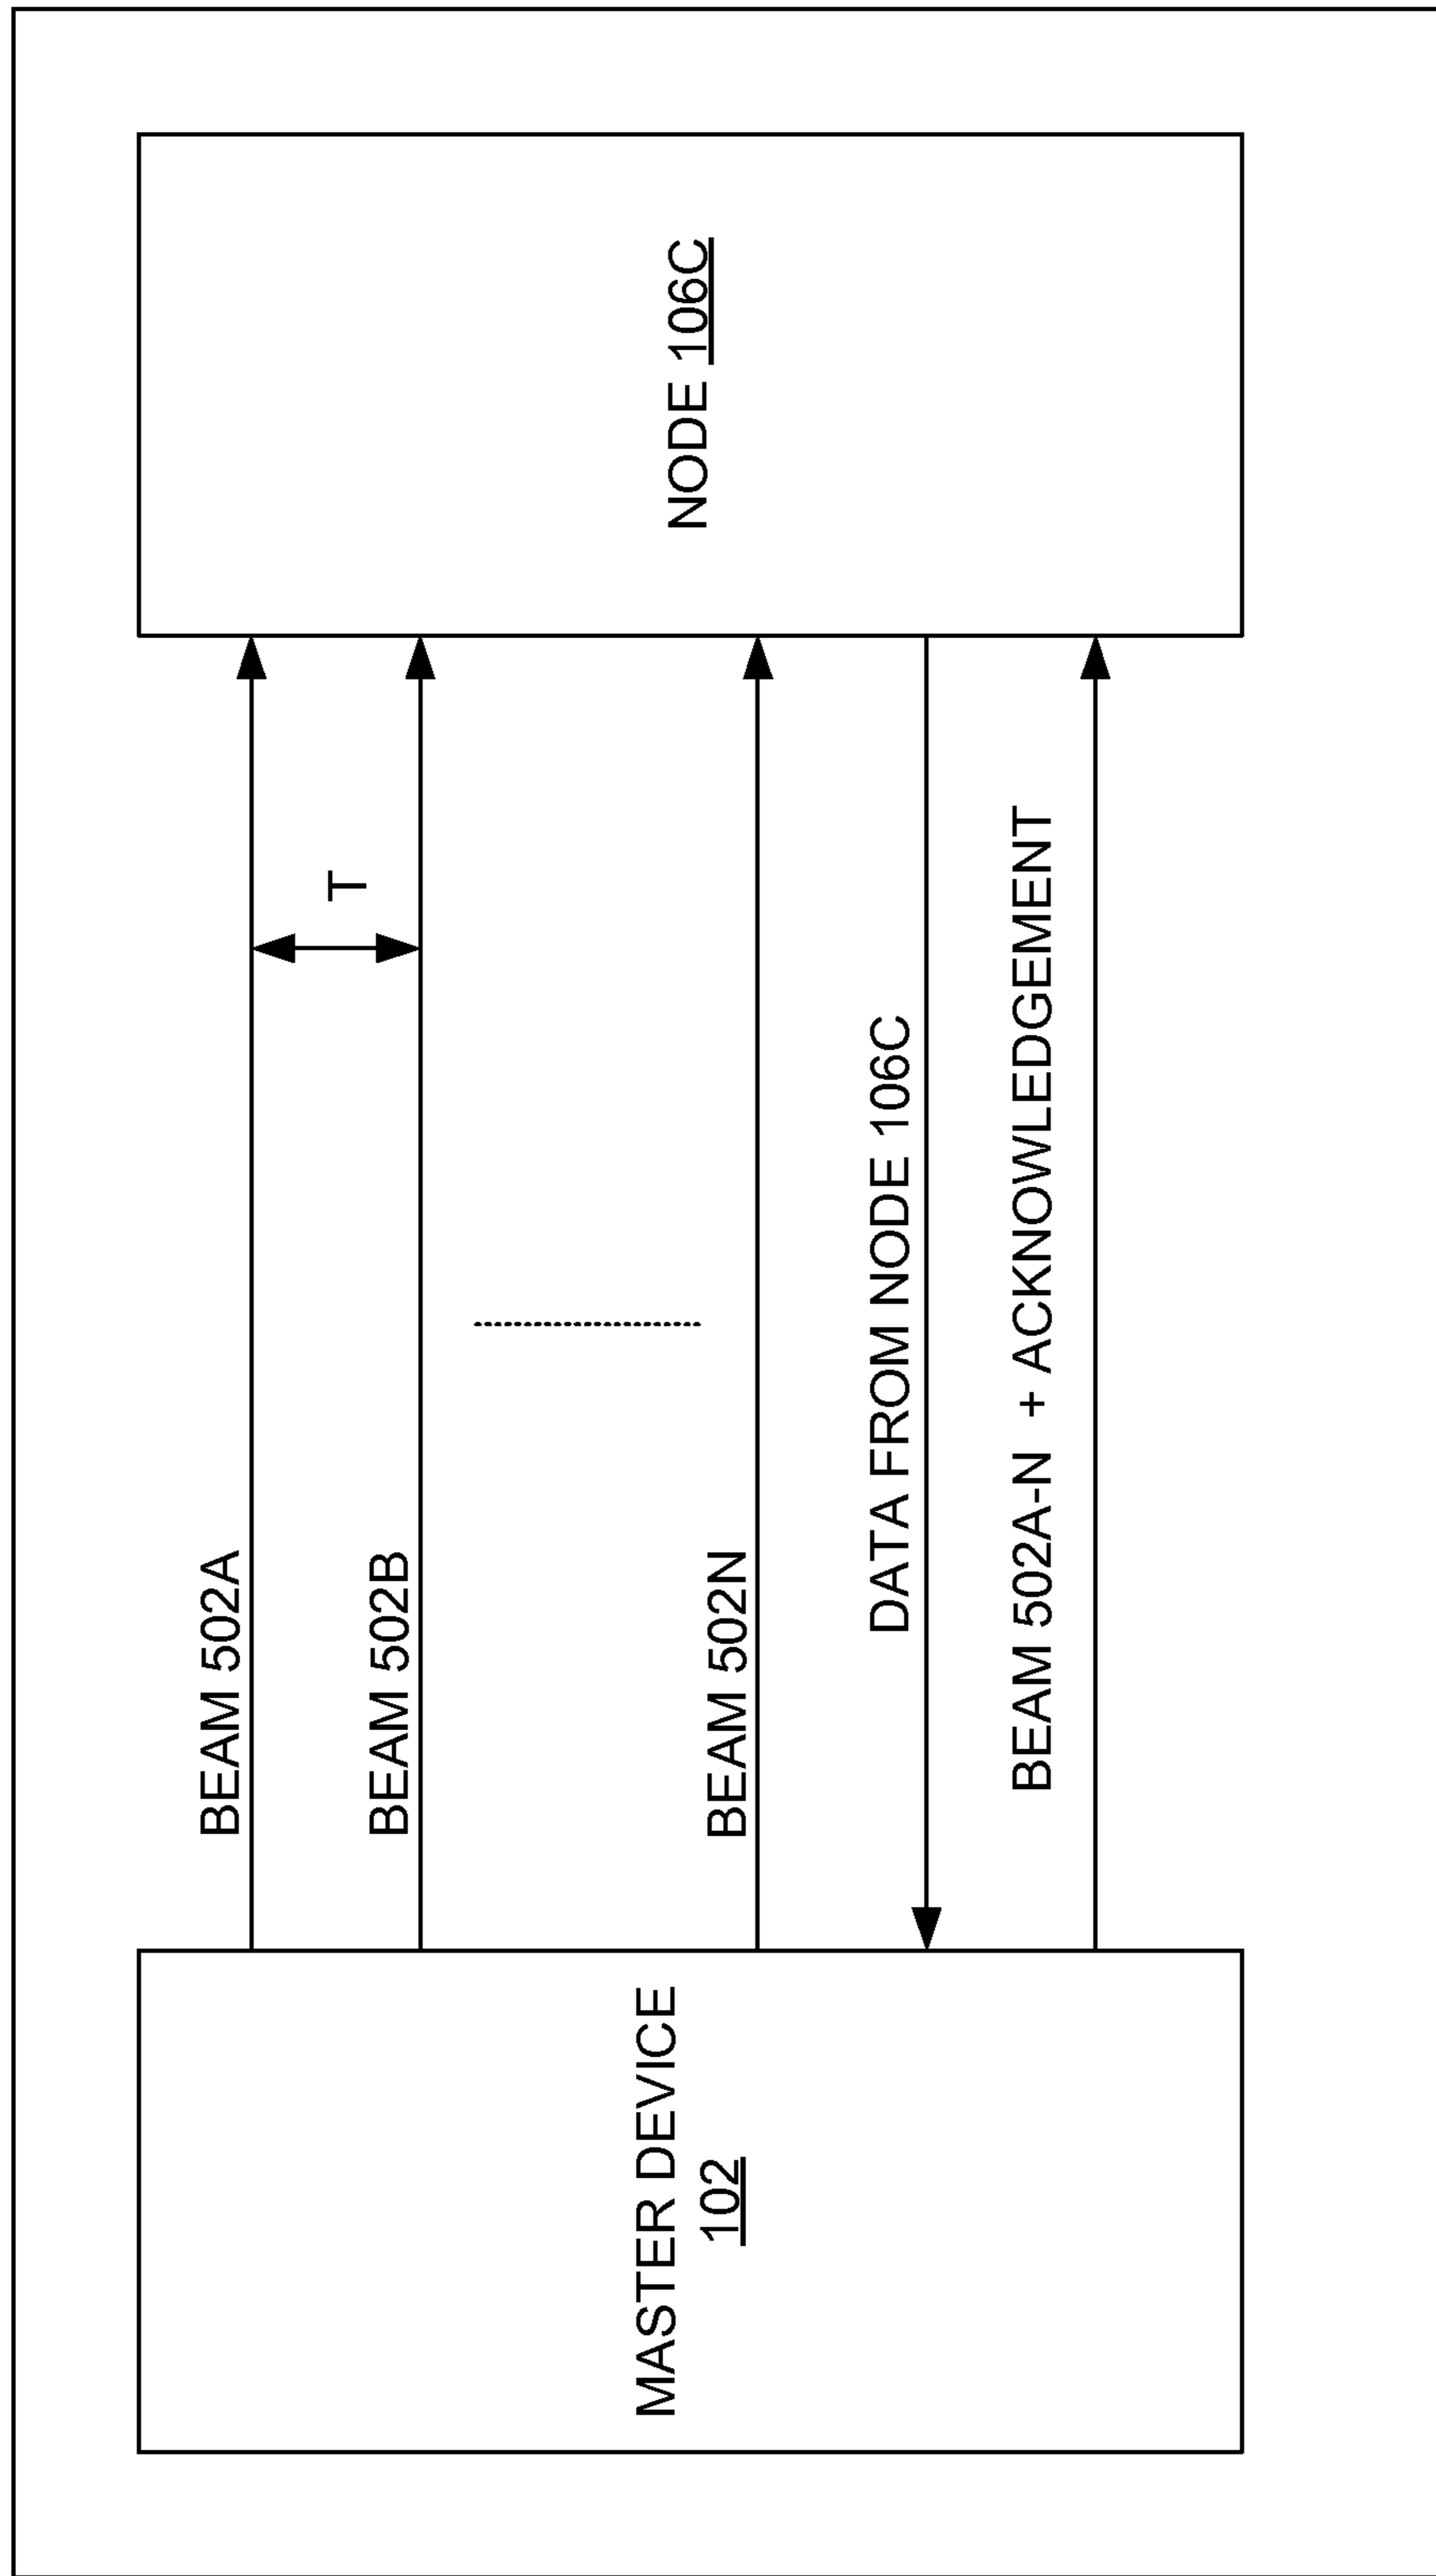 BEAM 502A
T
BEAM 502B
BEAM 502N
DATA FROM NODE 106C
BEAM 502A-N + ACKNOWLEDGEMENT
MASTER DEVICE
102
NODE 106C